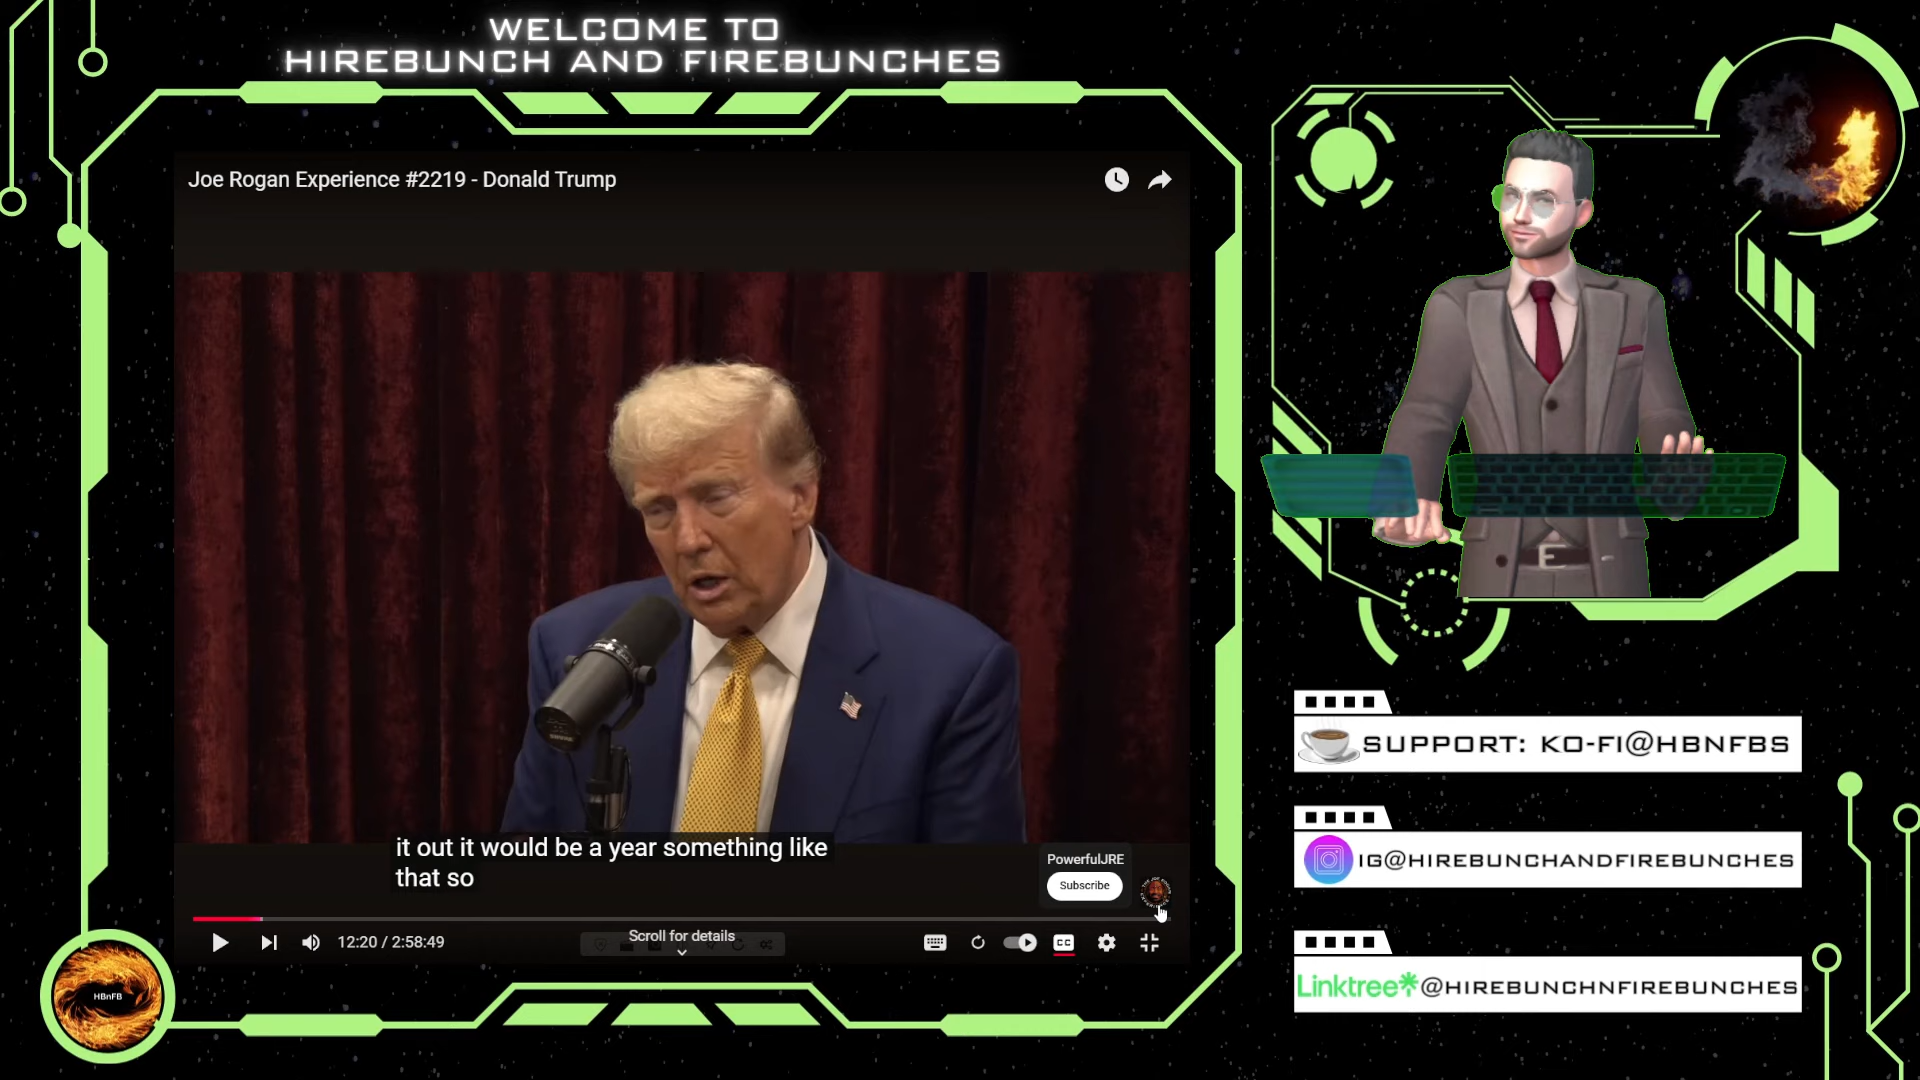 WELCOME TO
HIREBUNCH AND FIREBUNCHES
Joe Rogan Experience #2219 - Donald Trump
it out it would be a year something like
that so
PowerfulJRE
Subscribe
12:20 / 2:58:49
Scroll for details
CC
HBnFB
SUPPORT: KO-FI@HBNFBS
IG@HIREBUNCHANDFIREBUNCHES
Linktree@HIREBUNCHNFIREBUNCHES